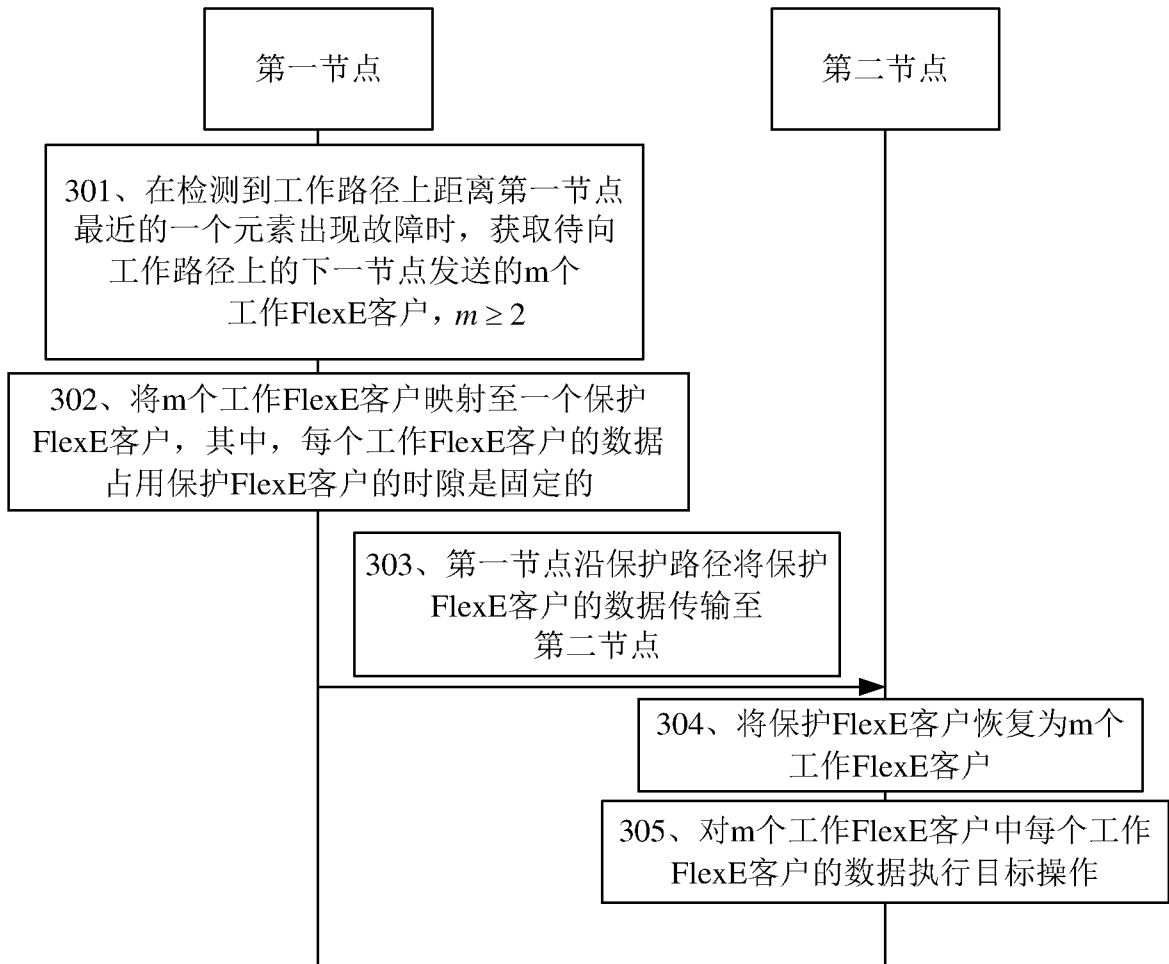 第一节点
第二节点
301、在检测到工作路径上距离第一节点
最近的一个元素出现故障时，获取待向
工作路径上的下一节点发送的m个
工作FlexE客户，m ≥ 2
302、将m个工作FlexE客户映射至一个保护
FlexE客户，其中，每个工作FlexE客户的数据
占用保护FlexE客户的时隙是固定的
303、第一节点沿保护路径将保护
FlexE客户的数据传输至
第二节点
304、将保护FlexE客户恢复为m个
工作FlexE客户
305、对m个工作FlexE客户中每个工作
FlexE客户的数据执行目标操作